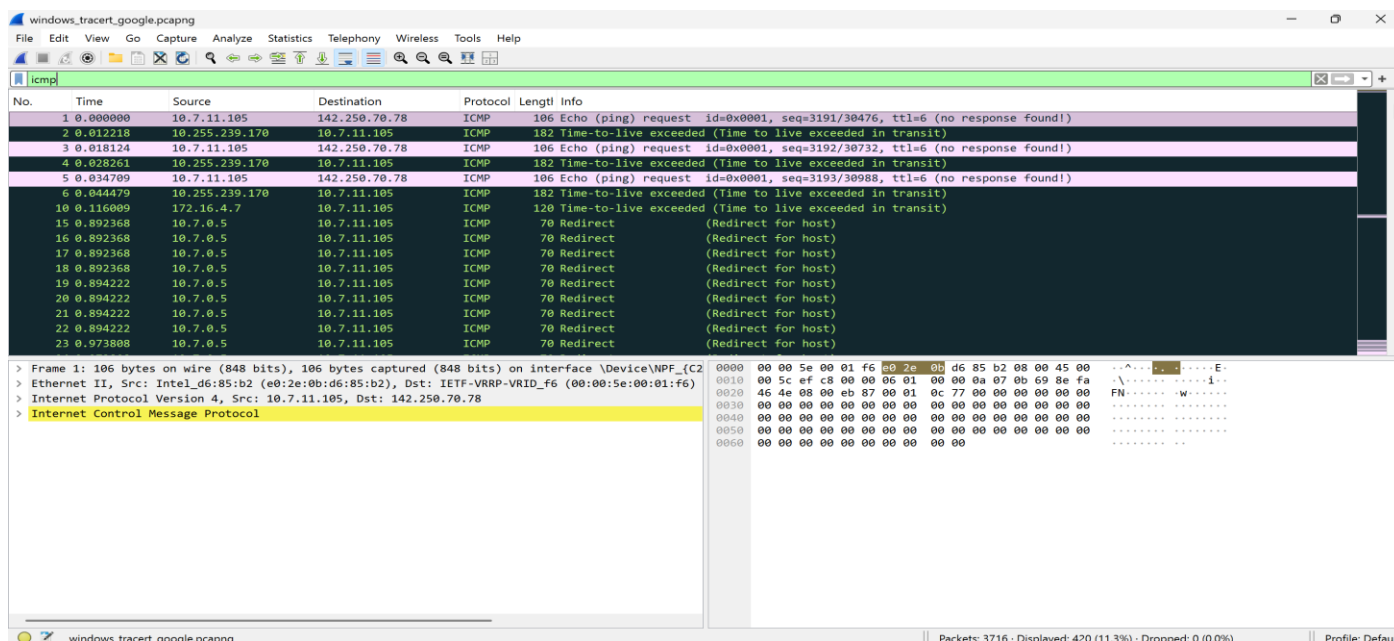 windows_tracert_google.pcapng
File Edit View Go Capture Analyze Statistics Telephony Wireless Tools Help
icmp
No. Time Source Destination Protocol Lengtl Info
1 0.000000 10.7.11.105 142.250.70.78 ICMP 106 Echo (ping) request id=0x0001, seq=3191/30476, ttl=6 (no response found!)
2 0.012218 10.255.239.170 10.7.11.105 ICMP 182 Time-to-live exceeded (Time to live exceeded in transit)
3 0.018124 10.7.11.105 142.250.70.78 ICMP 106 Echo (ping) request id=0x0001, seq=3192/30732, ttl=6 (no response found!)
4 0.028261 10.255.239.170 10.7.11.105 ICMP 182 Time-to-live exceeded (Time to live exceeded in transit)
5 0.034709 10.7.11.105 142.250.70.78 ICMP 106 Echo (ping) request id=0x0001, seq=3193/30988, ttl=6 (no response found!)
6 0.044479 10.255.239.170 10.7.11.105 ICMP 182 Time-to-live exceeded (Time to live exceeded in transit)
10 0.116009 172.16.4.7 10.7.11.105 ICMP 120 Time-to-live exceeded (Time to live exceeded in transit)
15 0.892368 10.7.0.5 10.7.11.105 ICMP 70 Redirect (Redirect for host)
16 0.892368 10.7.0.5 10.7.11.105 ICMP 70 Redirect (Redirect for host)
17 0.892368 10.7.0.5 10.7.11.105 ICMP 70 Redirect (Redirect for host)
18 0.892368 10.7.0.5 10.7.11.105 ICMP 70 Redirect (Redirect for host)
19 0.894222 10.7.0.5 10.7.11.105 ICMP 70 Redirect (Redirect for host)
20 0.894222 10.7.0.5 10.7.11.105 ICMP 70 Redirect (Redirect for host)
21 0.894222 10.7.0.5 10.7.11.105 ICMP 70 Redirect (Redirect for host)
22 0.894222 10.7.0.5 10.7.11.105 ICMP 70 Redirect (Redirect for host)
23 0.973808 10.7.0.5 10.7.11.105 ICMP 70 Redirect (Redirect for host)
> Frame 1: 106 bytes on wire (848 bits), 106 bytes captured (848 bits) on interface \Device\NPF_{C2
> Ethernet II, Src: Intel_d6:85:b2 (e0:2e:0b:d6:85:b2), Dst: IETF-VRRP-VRID_f6 (00:00:5e:00:01:f6)
> Internet Protocol Version 4, Src: 10.7.11.105, Dst: 142.250.70.78
> Internet Control Message Protocol
0000 00 00 5e 00 01 f6 e0 2e 0b d6 85 b2 08 00 45 00 ··^····.······E·
0010 00 5c ef c8 00 00 06 01 00 00 0a 07 0b 69 8e fa ·\···········i··
0020 46 4e 08 00 eb 87 00 01 0c 77 00 00 00 00 00 00 FN·······w······
0030 00 00 00 00 00 00 00 00 00 00 00 00 00 00 00 00 ················
0040 00 00 00 00 00 00 00 00 00 00 00 00 00 00 00 00 ················
0050 00 00 00 00 00 00 00 00 00 00 00 00 00 00 00 00 ················
0060 00 00 00 00 00 00 00 00 00 00 ··········
windows_tracert_google.pcapng Packets: 3716 · Displayed: 420 (11.3%) · Dropped: 0 (0.0%) Profile: Defau